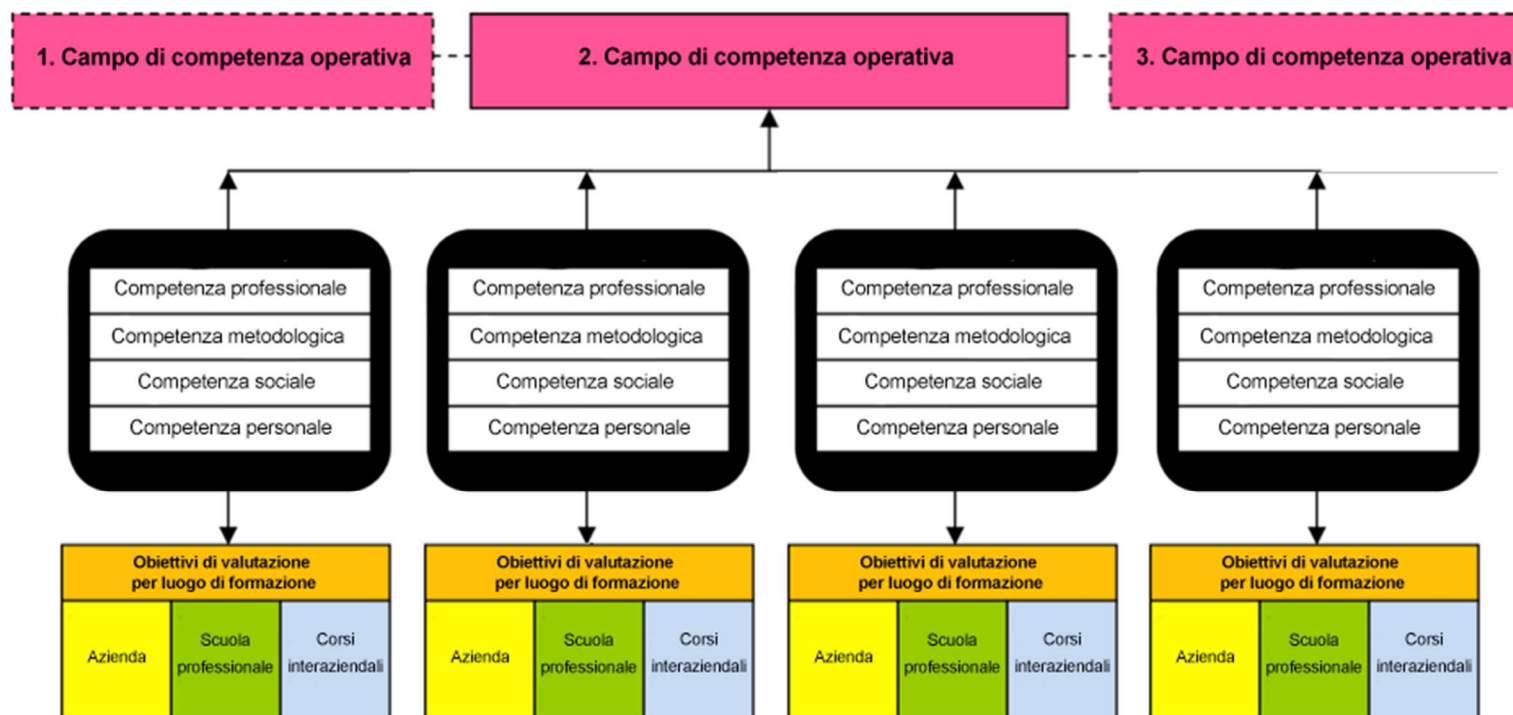 1. Campo di competenza operativa
2. Campo di competenza operativa
3. Campo di competenza operativa
Competenza professionale
Competenza metodologica
Competenza sociale
Competenza personale
Competenza professionale
Competenza metodologica
Competenza sociale
Competenza personale
Competenza professionale
Competenza metodologica
Competenza sociale
Competenza personale
Competenza professionale
Competenza metodologica
Competenza sociale
Competenza personale
Obiettivi di valutazione
per luogo di formazione
Azienda
Scuola
professionale
Corsi
interaziendali
Obiettivi di valutazione
per luogo di formazione
Azienda
Scuola
professionale
Corsi
interaziendali
Obiettivi di valutazione
per luogo di formazione
Azienda
Scuola
professionale
Corsi
interaziendali
Obiettivi di valutazione
per luogo di formazione
Azienda
Scuola
professionale
Corsi
interaziendali